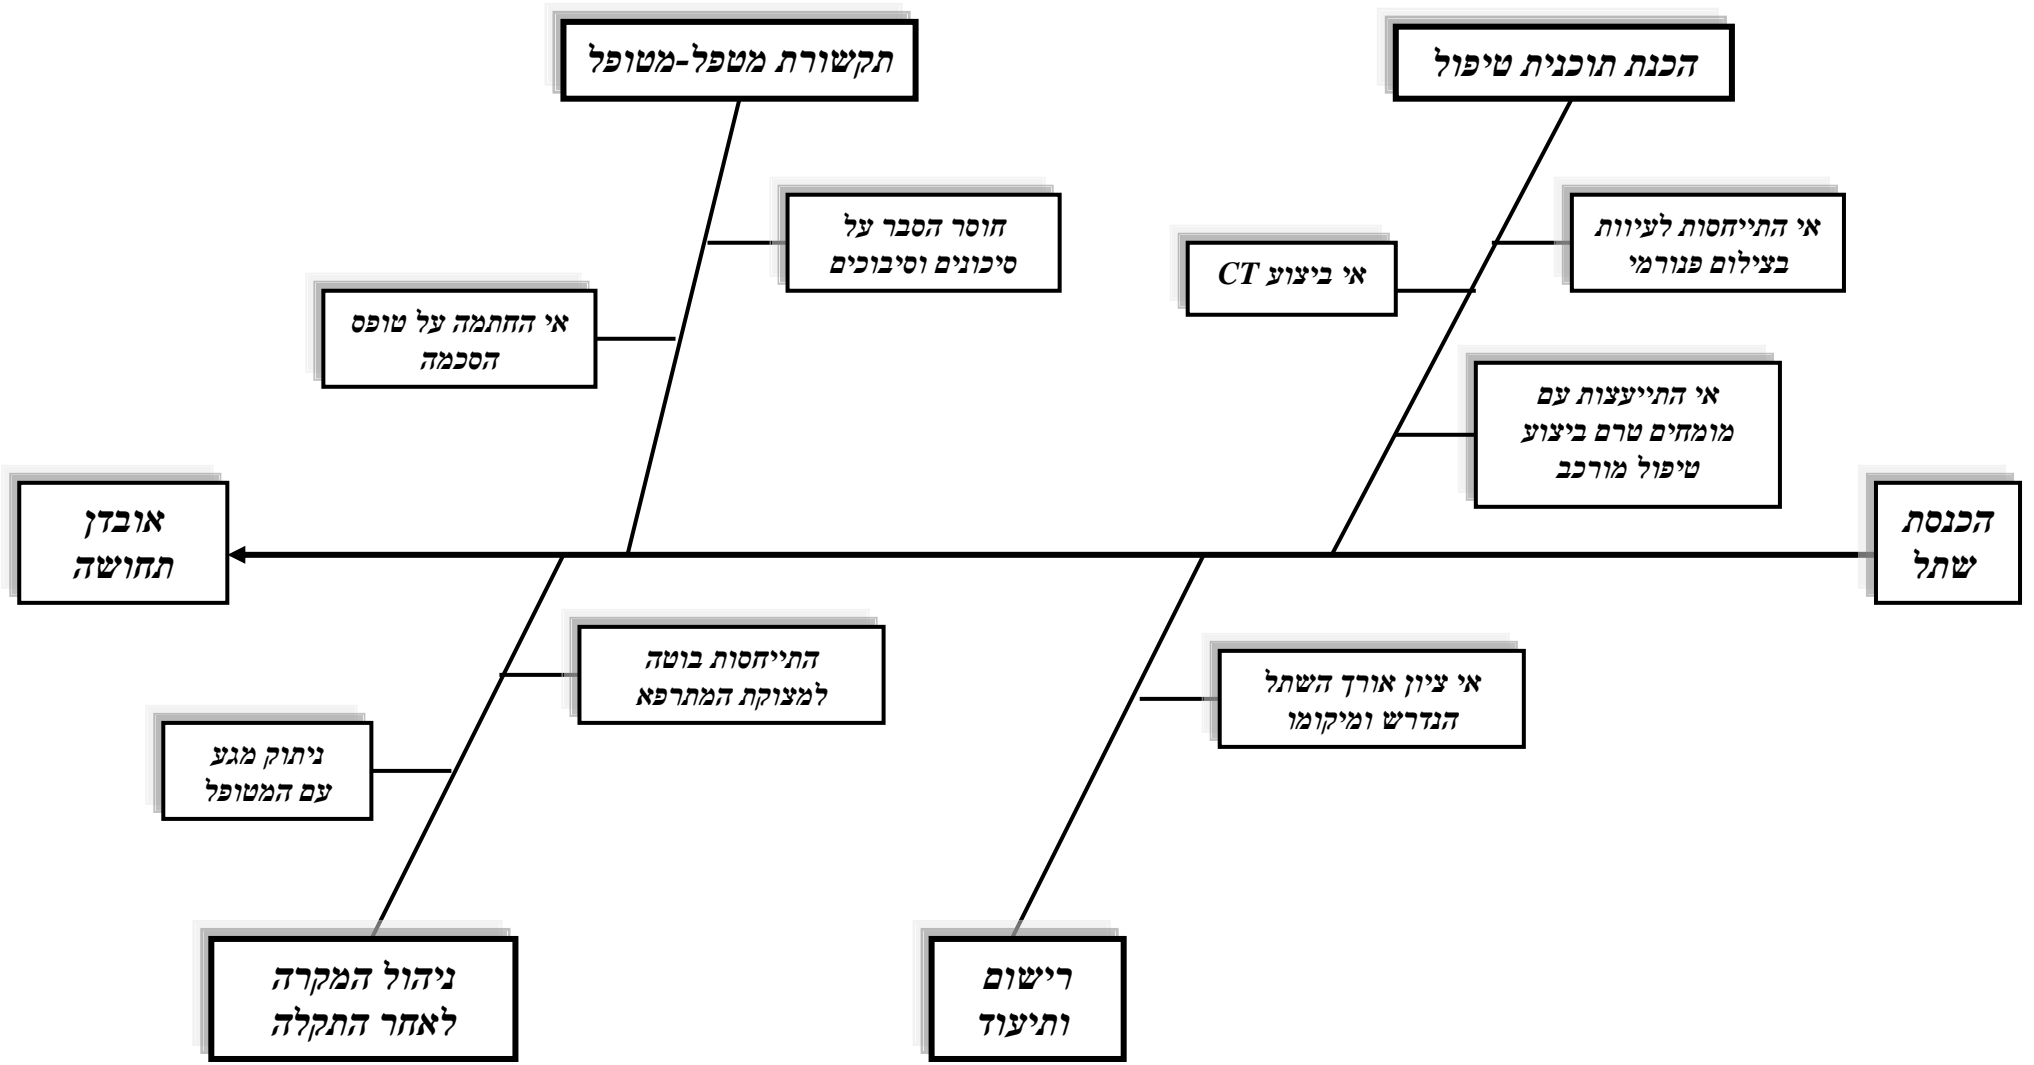 הכנת תוכנית טיפול
תקשורת מטפל-מטופל
אי התייחסות לעיוות
בצילום פנורמי
אי ביצוע CT
אי התייעצות עם
מומחים טרם ביצוע
טיפול מורכב
חוסר הסבר על
סיכונים וסיבוכים
אי החתמה על טופס
הסכמה
הכנסת
שתל
אובדן
תחושה
אי ציון אורך השתל
הנדרש ומיקומו
התייחסות בוטה
למצוקת המתרפא
ניתוק מגע
עם המטופל
רישום
ותיעוד
ניהול המקרה
לאחר התקלה